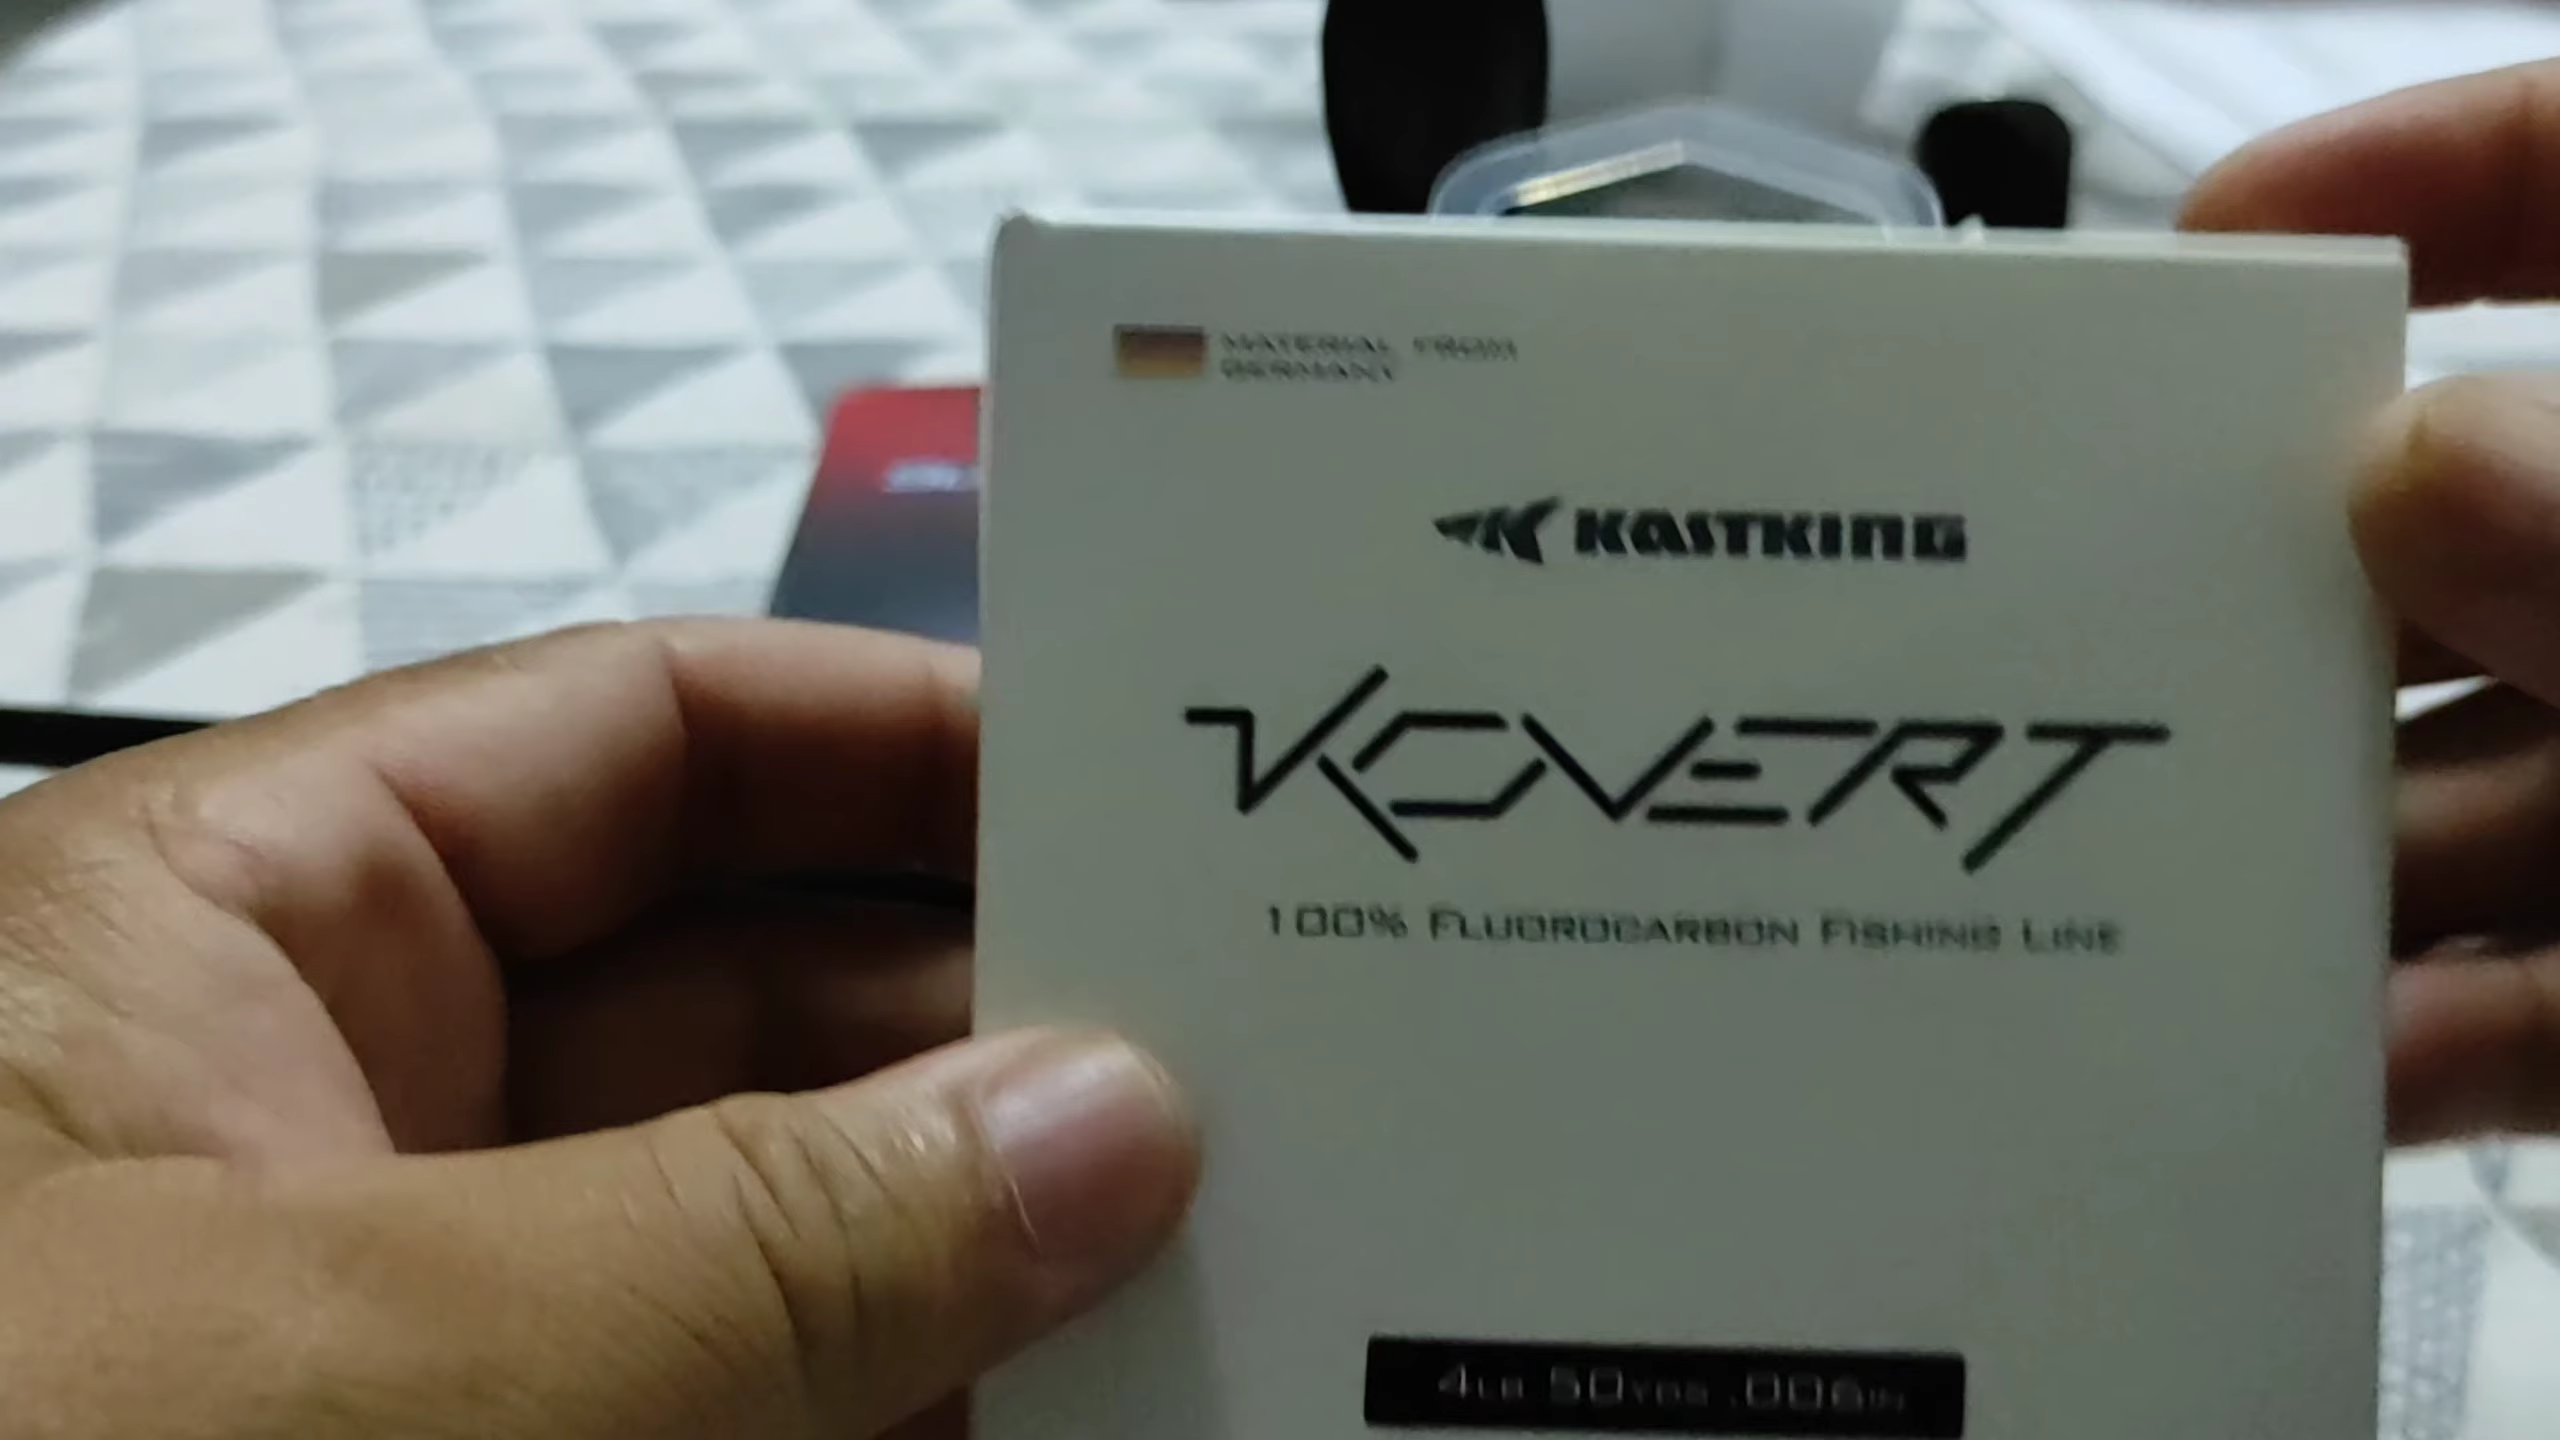 MATERIAL FROM
GERMANY
KASTKING
KOVERT
100% FLUOROCARBON FISHING LINE
4LB 50YDS .006IN